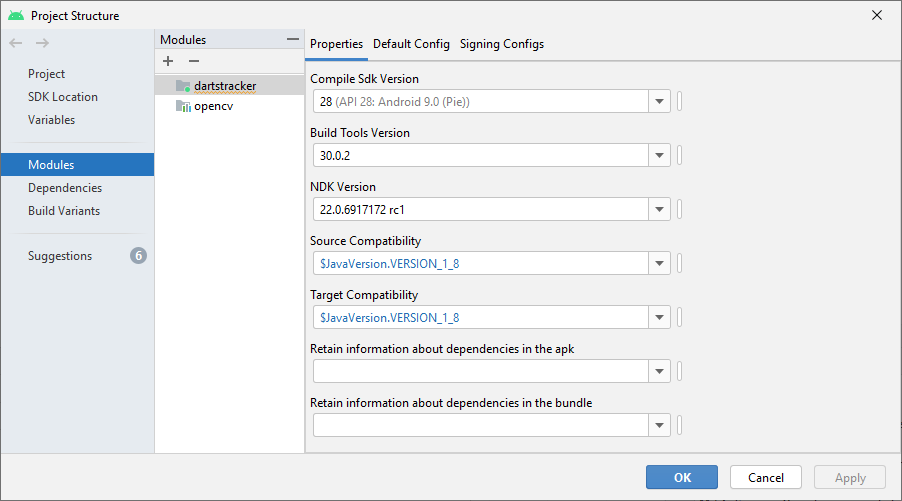 Project Structure
Project
SDK Location
Variables
Modules
Dependencies
Build Variants
Suggestions 6
Modules
dartstracker
opencv
Properties Default Config Signing Configs
Compile Sdk Version
28 (API 28: Android 9.0 (Pie))
Build Tools Version
30.0.2
NDK Version
22.0.6917172 rc1
Source Compatibility
$JavaVersion.VERSION_1_8
Target Compatibility
$JavaVersion.VERSION_1_8
Retain information about dependencies in the apk
Retain information about dependencies in the bundle
OK Cancel Apply